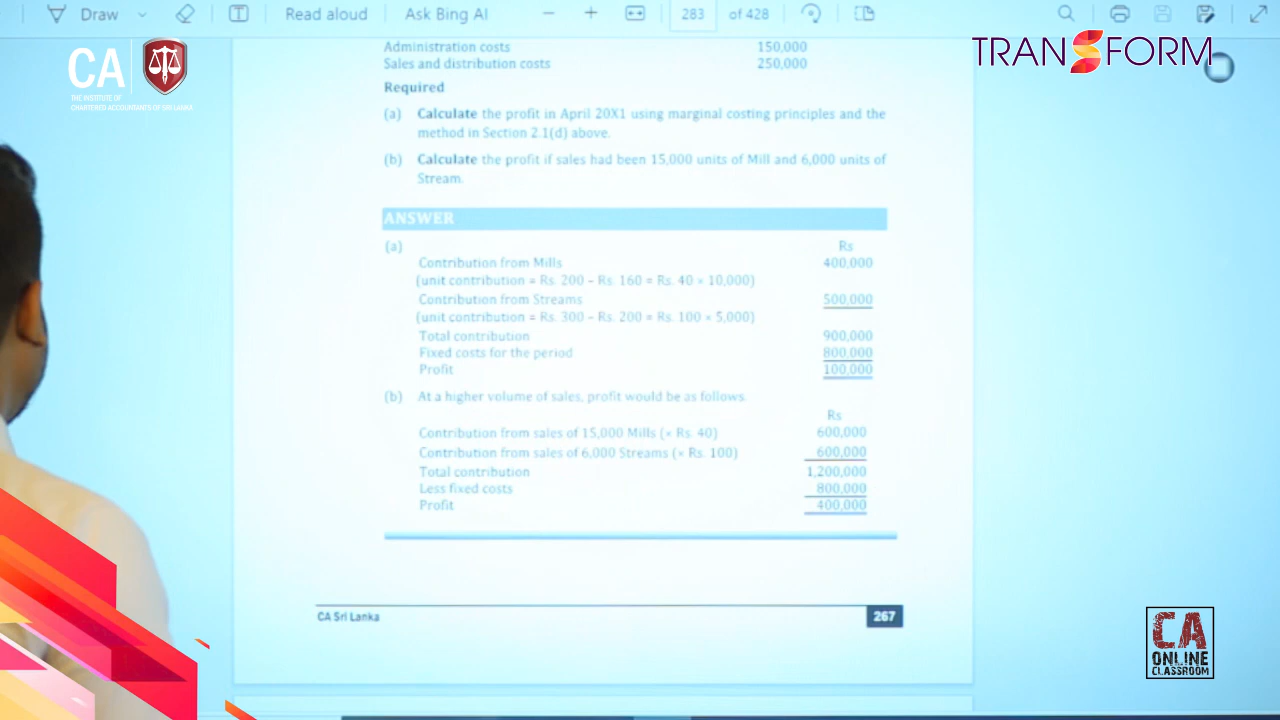 Draw
Read aloud
Ask Bing AI
283
of 428
CA
THE INSTITUTE OF
CHARTERED ACCOUNTANTS OF SRI LANKA
TRANSFORM
Administration costs 150,000
Sales and distribution costs 250,000
Required
(a) Calculate the profit in April 20X1 using marginal costing principles and the
method in Section 2.1(d) above.
(b) Calculate the profit if sales had been 15,000 units of Mill and 6,000 units of
Stream.
ANSWER
(a) Rs
Contribution from Mills 400,000
(unit contribution = Rs. 200 – Rs. 160 = Rs. 40 × 10,000)
Contribution from Streams 500,000
(unit contribution = Rs. 300 – Rs. 200 = Rs. 100 × 5,000)
Total contribution 900,000
Fixed costs for the period 800,000
Profit 100,000
(b) At a higher volume of sales, profit would be as follows.
Rs
Contribution from sales of 15,000 Mills (× Rs. 40) 600,000
Contribution from sales of 6,000 Streams (× Rs. 100) 600,000
Total contribution 1,200,000
Less fixed costs 800,000
Profit 400,000
CA Sri Lanka 267
CA
ONLINE
CLASSROOM